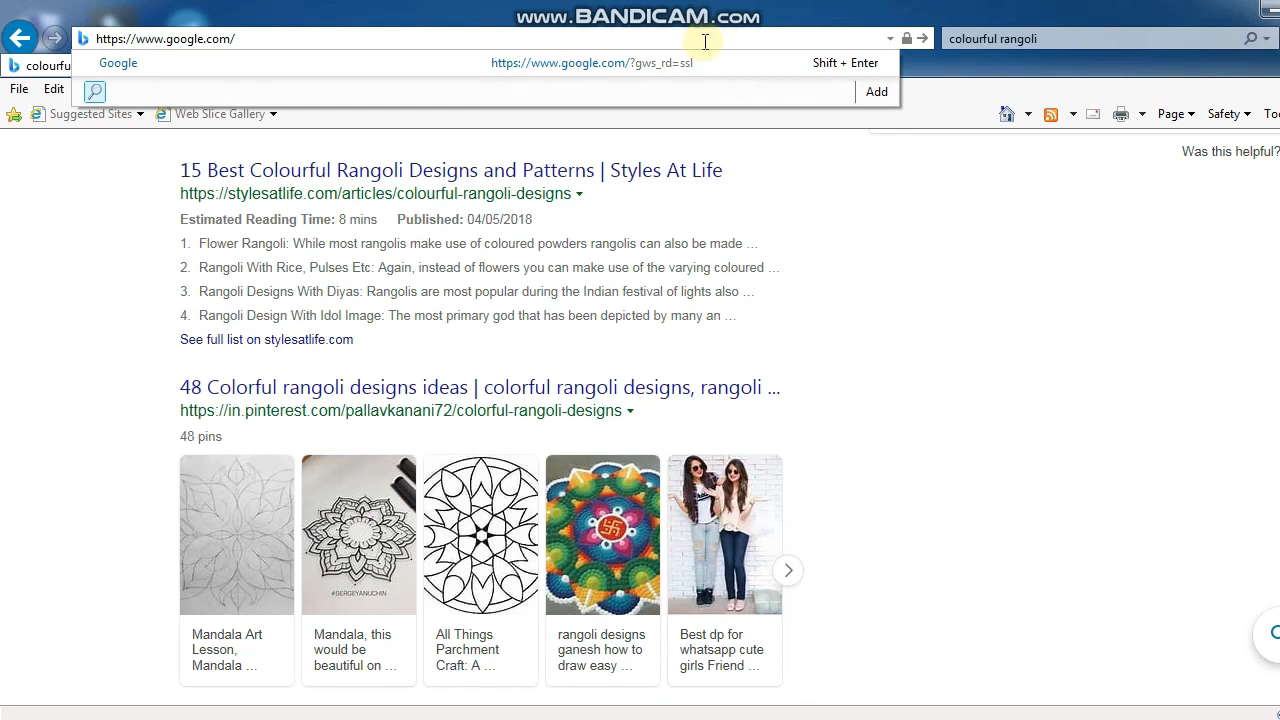 www.BANDICAM.com
https://www.google.com/
colourful rangoli
colourfu
Google https://www.google.com/?gws_rd=ssl Shift + Enter
Add
File Edit
Suggested Sites Web Slice Gallery Page Safety To
Was this helpful?
15 Best Colourful Rangoli Designs and Patterns | Styles At Life
https://stylesatlife.com/articles/colourful-rangoli-designs
Estimated Reading Time: 8 mins Published: 04/05/2018
1. Flower Rangoli: While most rangolis make use of coloured powders rangolis can also be made ...
2. Rangoli With Rice, Pulses Etc: Again, instead of flowers you can make use of the varying coloured ...
3. Rangoli Designs With Diyas: Rangolis are most popular during the Indian festival of lights also ...
4. Rangoli Design With Idol Image: The most primary god that has been depicted by many an ...
See full list on stylesatlife.com
48 Colorful rangoli designs ideas | colorful rangoli designs, rangoli ...
https://in.pinterest.com/pallavkanani72/colorful-rangoli-designs
48 pins
#SERGEYANUCHIN
Mandala Art
Lesson,
Mandala ...
Mandala, this
would be
beautiful on ...
All Things
Parchment
Craft: A ...
rangoli designs
ganesh how to
draw easy ...
Best dp for
whatsapp cute
girls Friend ...